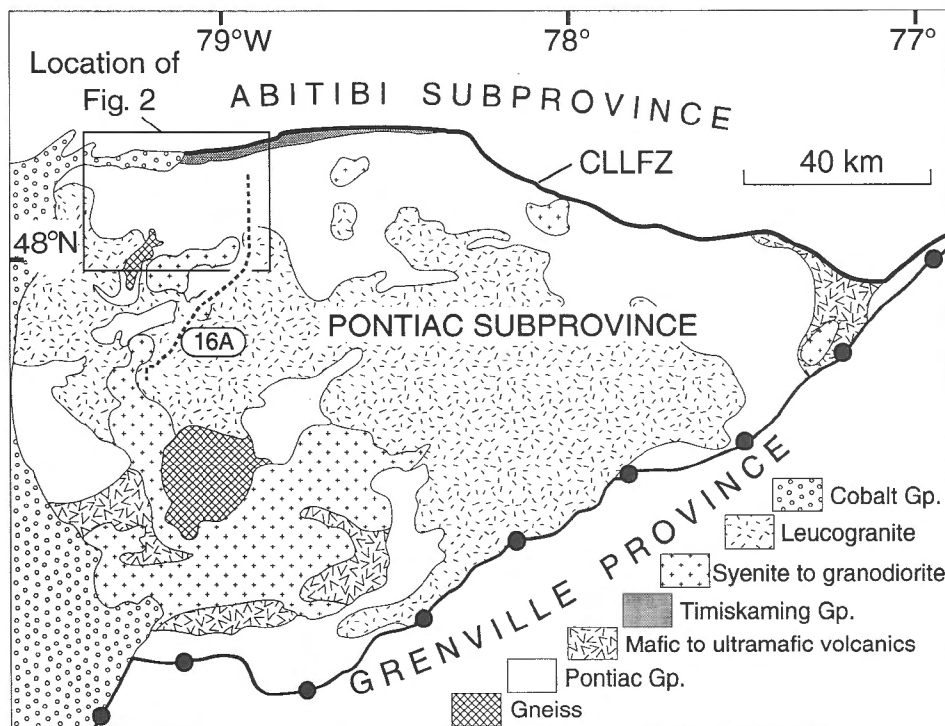 79°W
78°
77°
Location of
Fig. 2
ABITIBI SUBPROVINCE
CLLFZ
40 km
48°N
PONTIAC SUBPROVINCE
16A
GRENVILLE PROVINCE
Cobalt Gp.
Leucogranite
Syenite to granodiorite
Timiskaming Gp.
Mafic to ultramafic volcanics
Pontiac Gp.
Gneiss